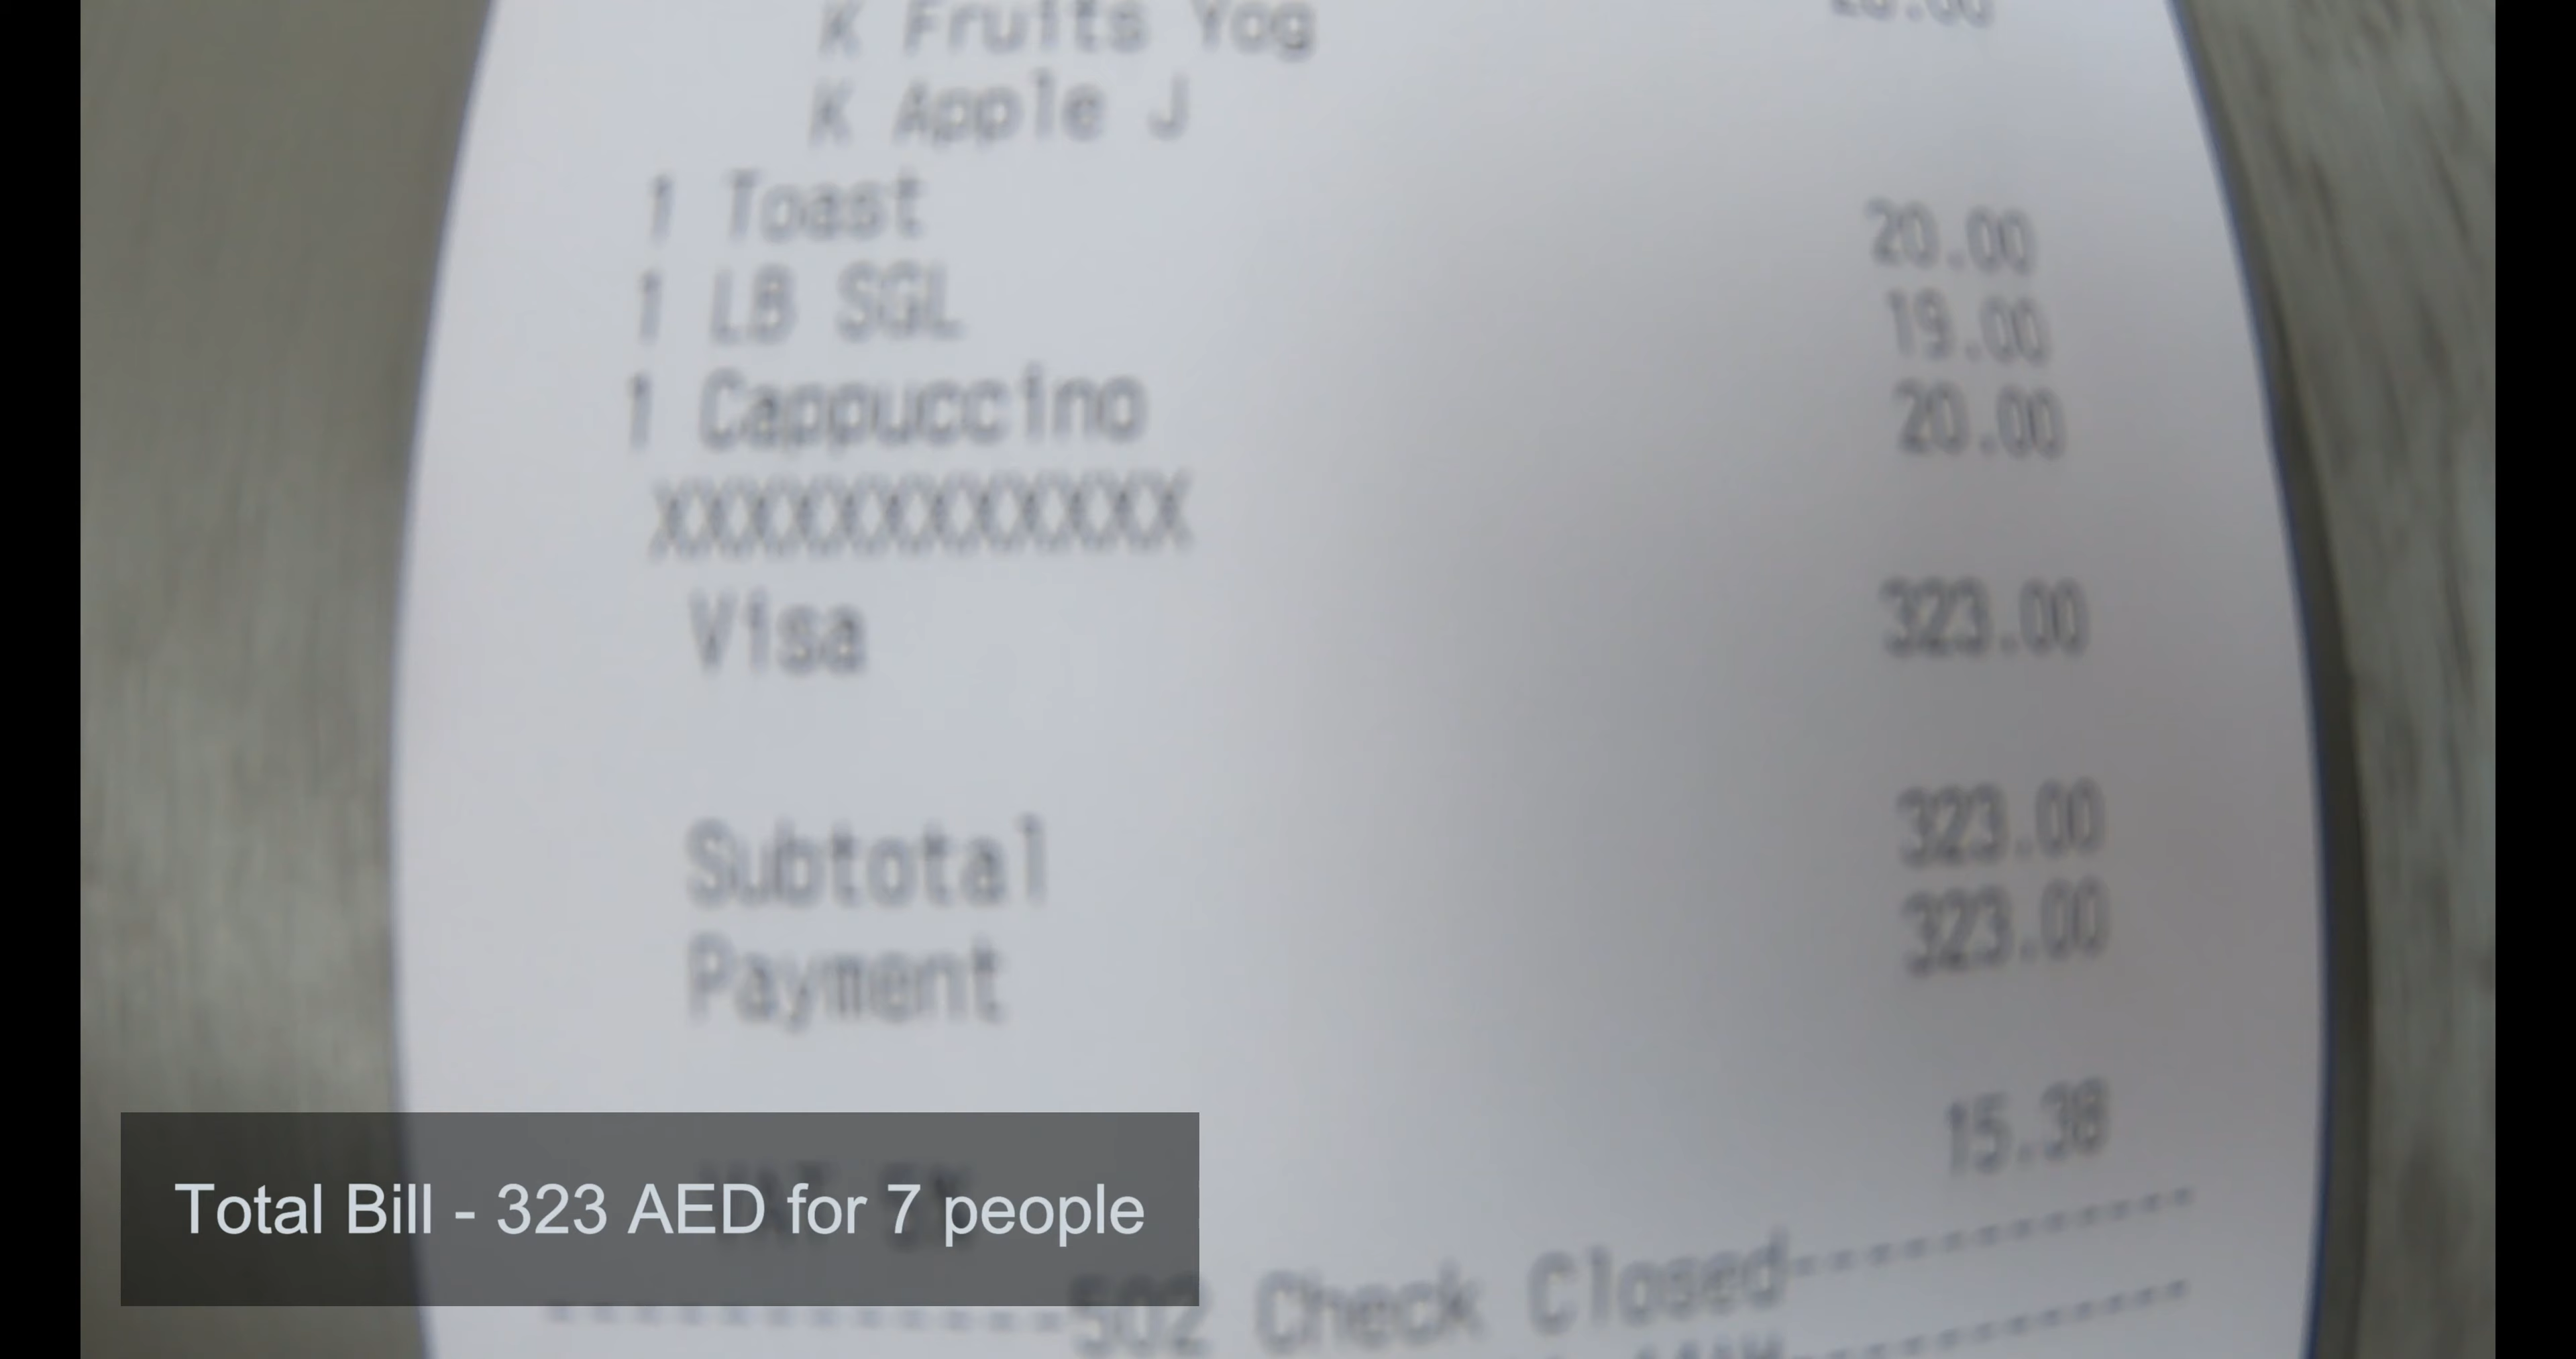 K Fruits Yog
K Apple J
1 Toast 20.00
1 LB SGL 19.00
1 Cappuccino 20.00
XXXXXXXXXXXXX
Visa 323.00
Subtotal 323.00
Payment 323.00
15.38
Total Bill - 323 AED for 7 people
502 Check Closed